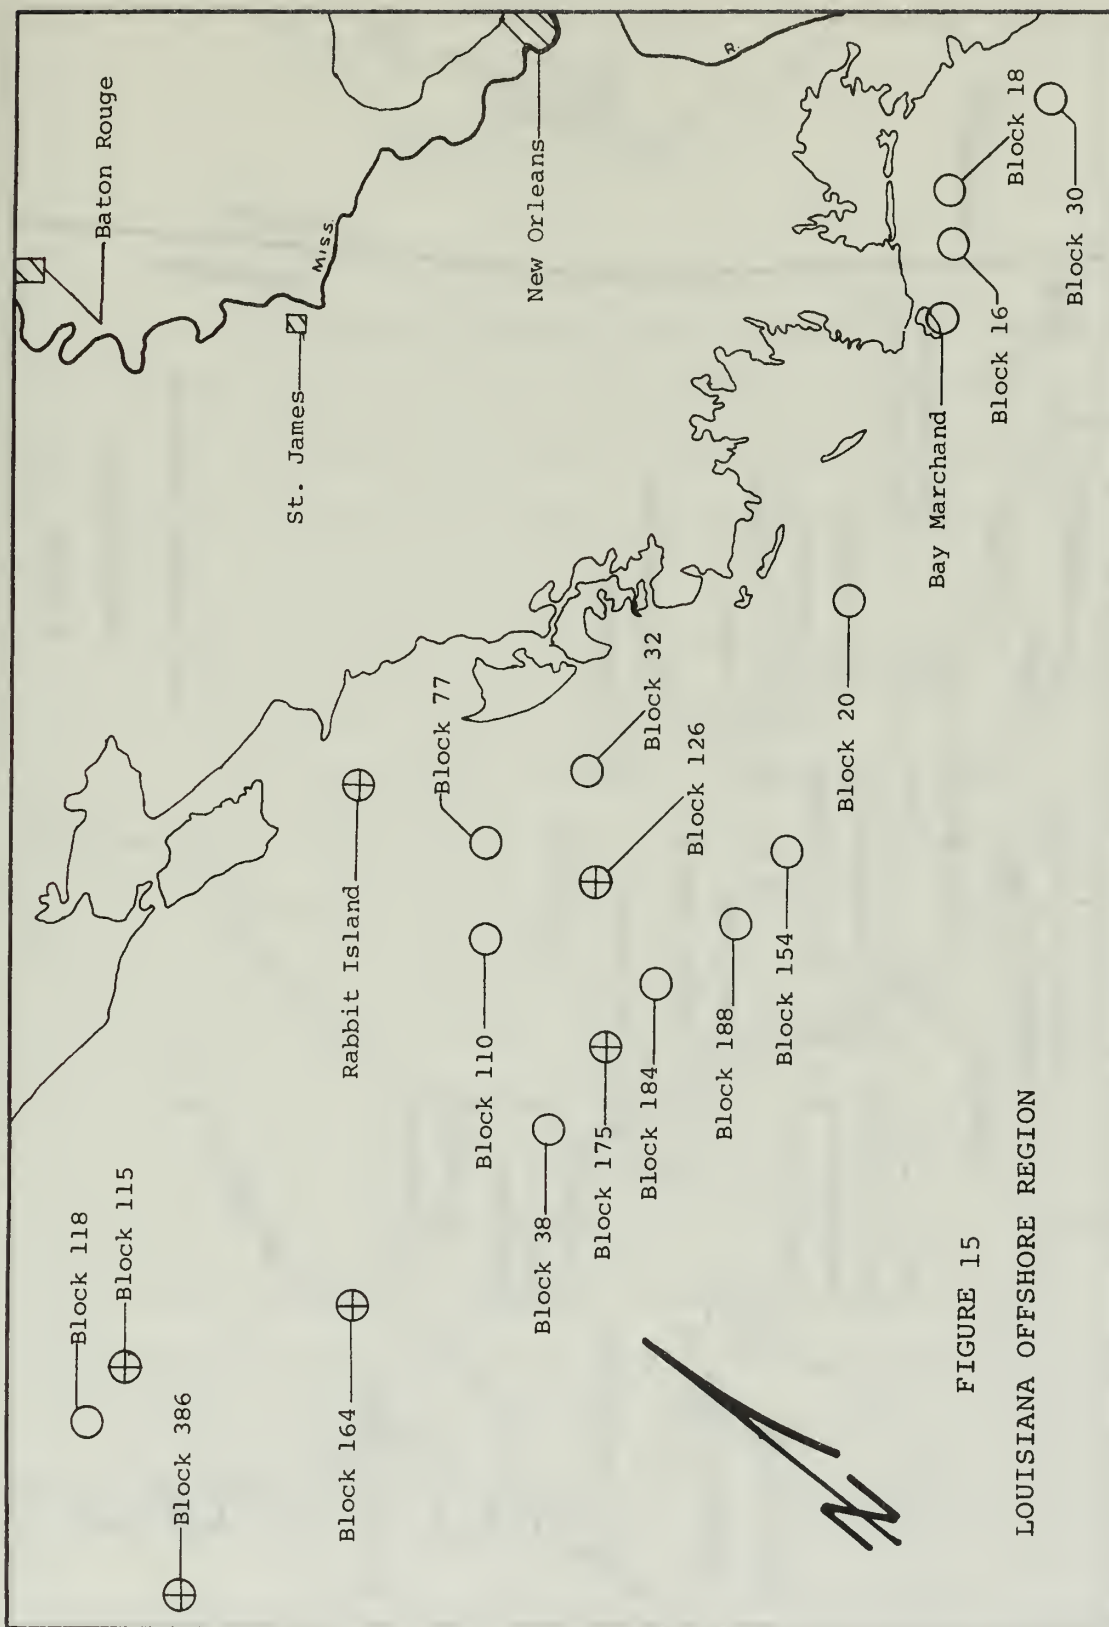 Baton Rouge
Miss.
R.
St. James
New Orleans
Block 118
Block 115
Block 386
Block 164
Rabbit Island
Block 77
Block 110
Block 38
Block 32
Block 126
Block 175
Block 184
Block 188
Block 154
Block 20
Bay Marchand
Block 16
Block 18
Block 30
N
FIGURE 15
LOUISIANA OFFSHORE REGION